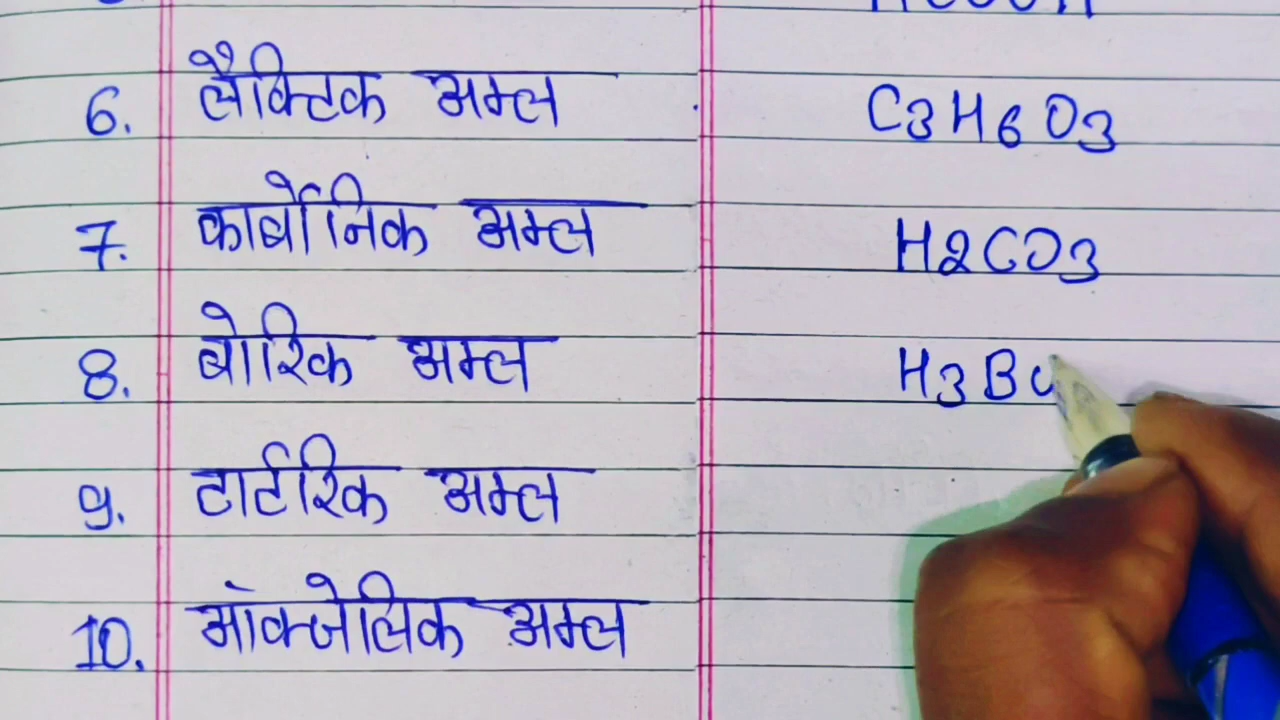 6. लैक्टिक अम्ल C3H6O3
7. कार्बोनिक अम्ल H2CO3
8. बोरिक अम्ल H3B
9. टार्टरिक अम्ल
10. ऑक्जेलिक अम्ल